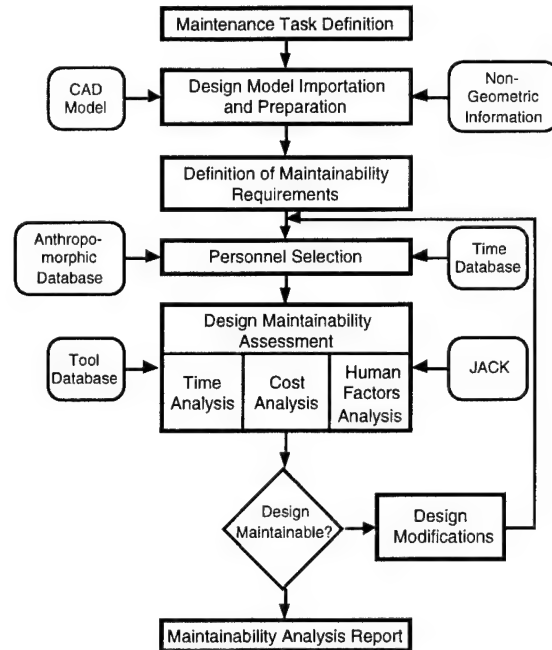 Maintenance Task Definition
CAD
Model
Design Model Importation
and Preparation
Non-
Geometric
Information
Definition of Maintainability
Requirements
Anthropo-
morphic
Database
Personnel Selection
Time
Database
Design Maintainability
Assessment
Tool
Database
Time
Analysis
Cost
Analysis
Human
Factors
Analysis
JACK
Design
Maintainable?
Design
Modifications
Maintainability Analysis Report